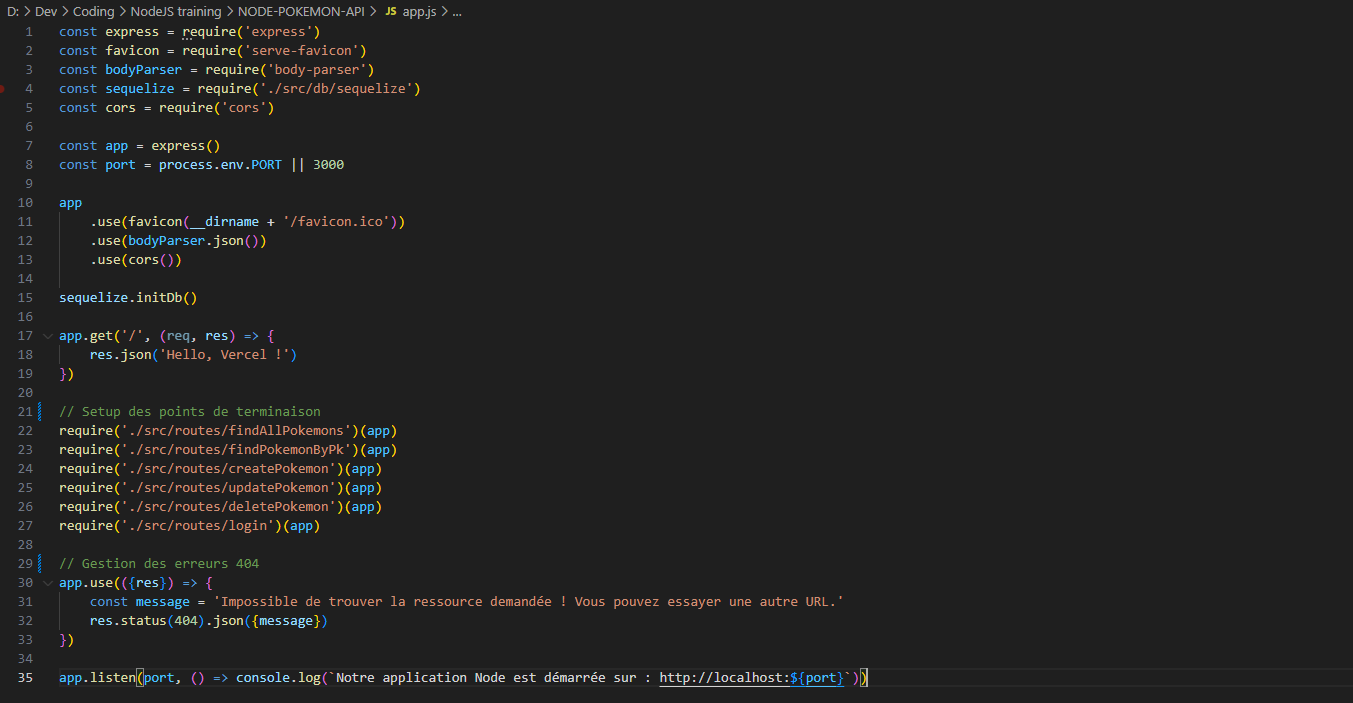 D: > Dev > Coding > NodeJS training > NODE-POKEMON-API > JS app.js > ...
1 const express = require('express')
2 const favicon = require('serve-favicon')
3 const bodyParser = require('body-parser')
4 const sequelize = require('./src/db/sequelize')
5 const cors = require('cors')
6
7 const app = express()
8 const port = process.env.PORT || 3000
9
10 app
11     .use(favicon(__dirname + '/favicon.ico'))
12     .use(bodyParser.json())
13     .use(cors())
14
15 sequelize.initDb()
16
17 app.get('/', (req, res) => {
18     res.json('Hello, Vercel !')
19 })
20
21 // Setup des points de terminaison
22 require('./src/routes/findAllPokemons')(app)
23 require('./src/routes/findPokemonByPk')(app)
24 require('./src/routes/createPokemon')(app)
25 require('./src/routes/updatePokemon')(app)
26 require('./src/routes/deletePokemon')(app)
27 require('./src/routes/login')(app)
28
29 // Gestion des erreurs 404
30 app.use(({res}) => {
31     const message = 'Impossible de trouver la ressource demandée ! Vous pouvez essayer une autre URL.'
32     res.status(404).json({message})
33 })
34
35 app.listen(port, () => console.log(`Notre application Node est démarrée sur : http://localhost:${port}`))